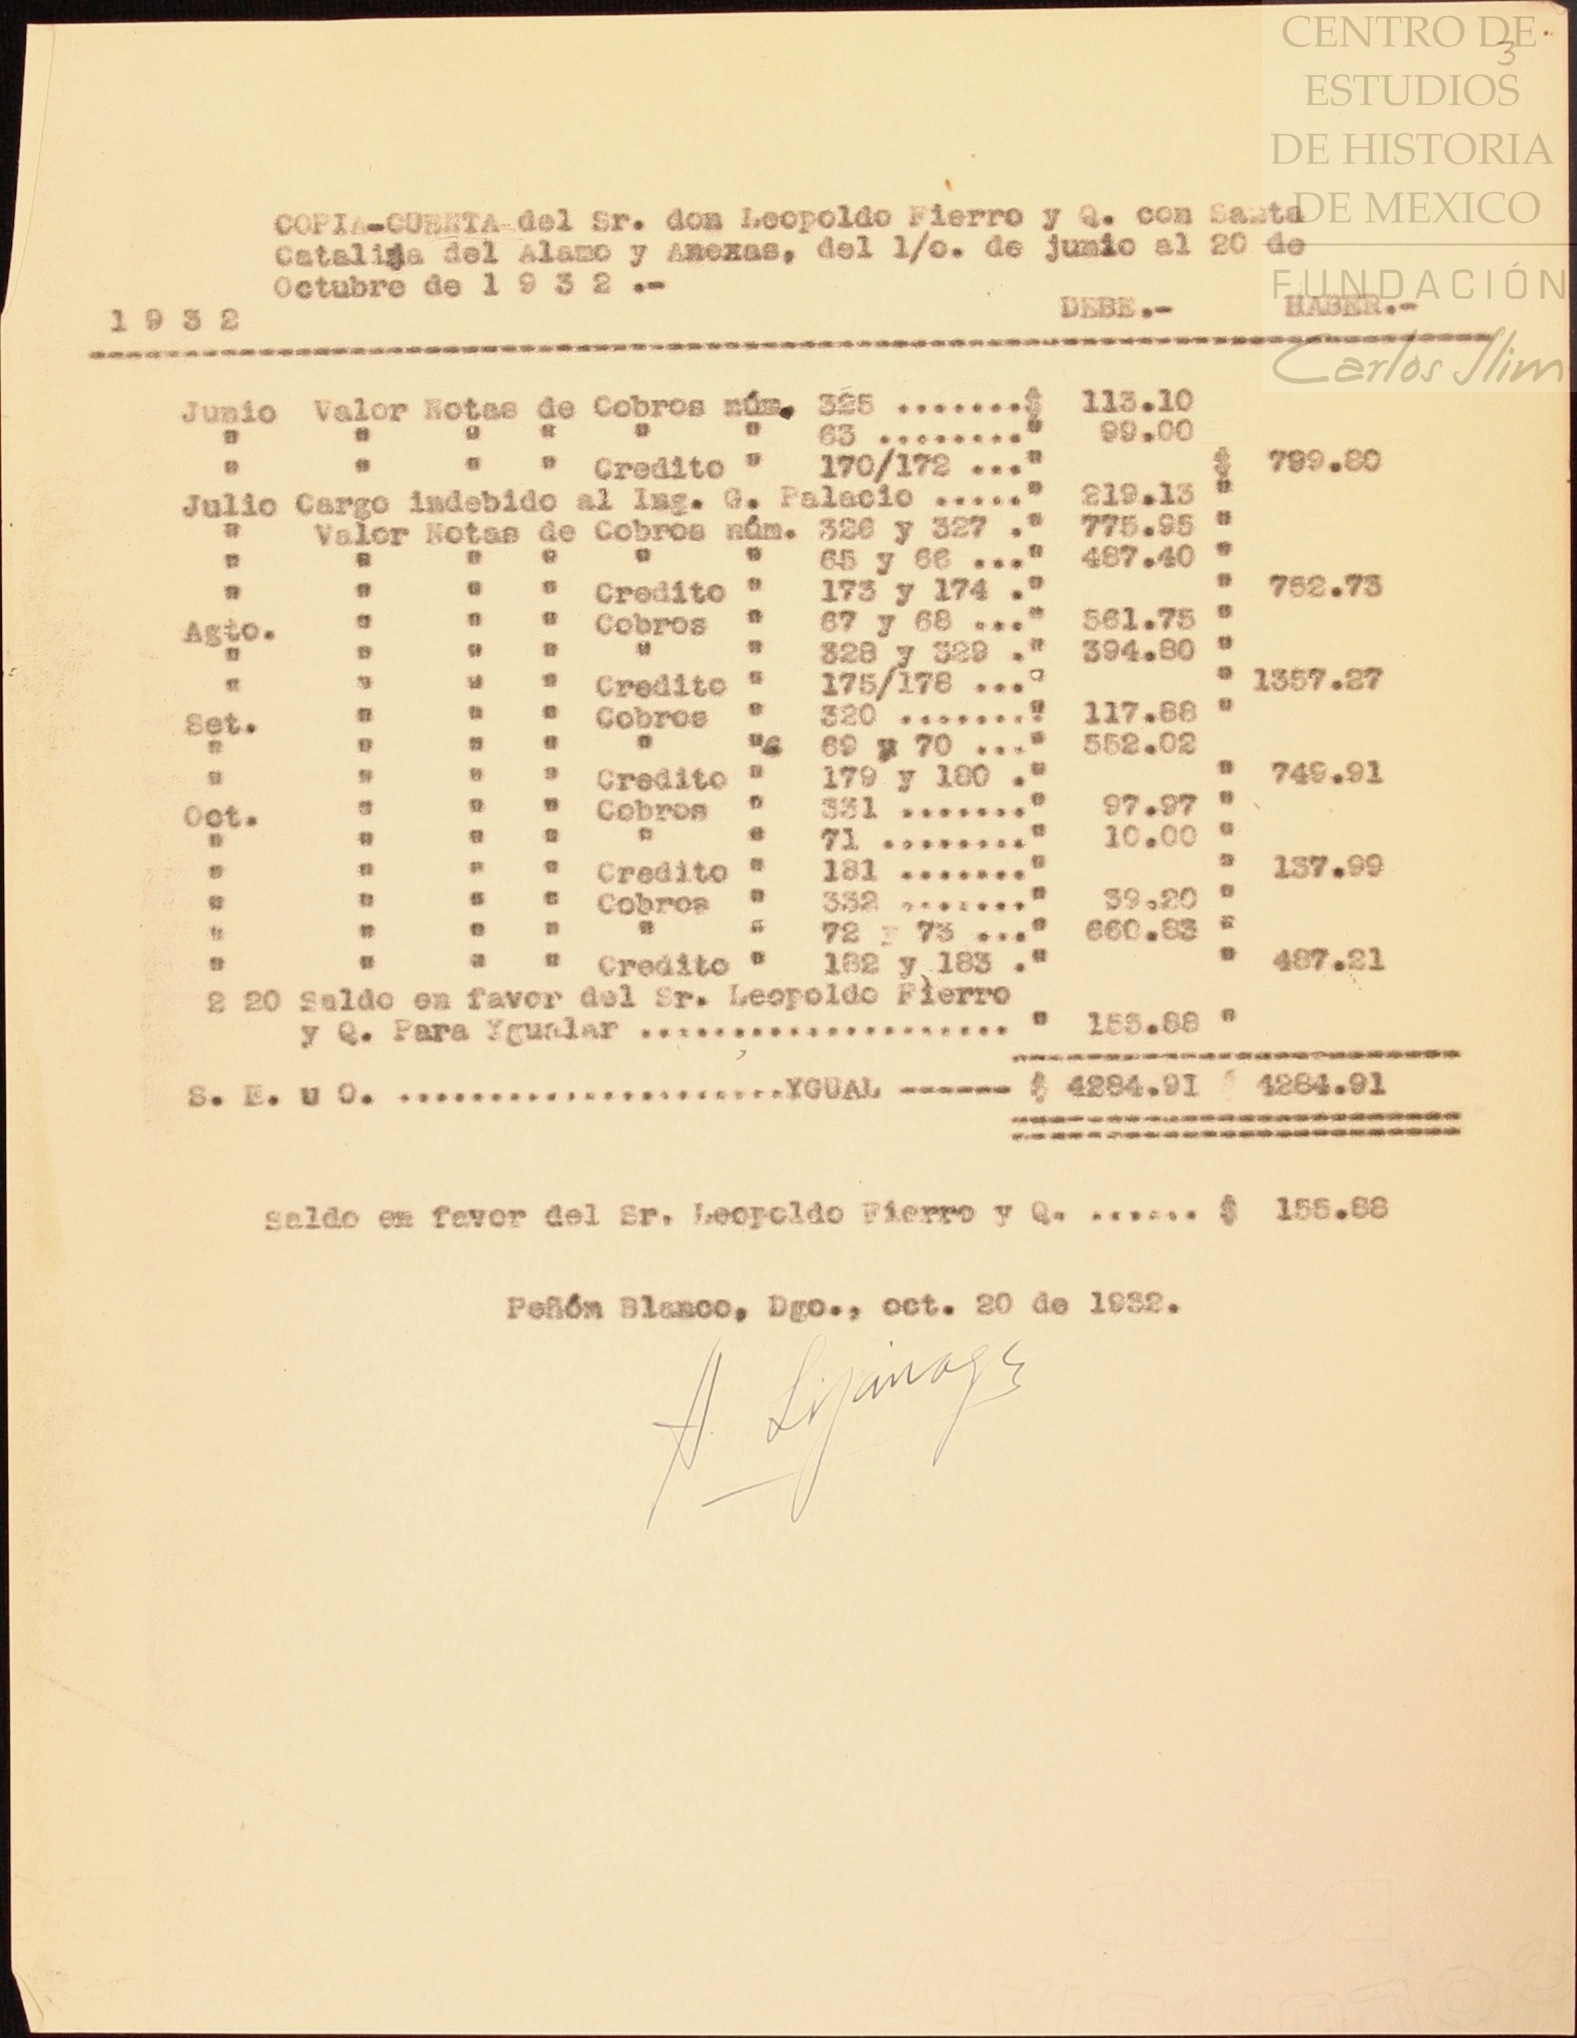 CENTRO DE
3
ESTUDIOS
DE HISTORIA
DE MEXICO
FUNDACIÓN
Carlos Slim
COPIA-CUENTA del Sr. don Leopoldo Fierro y Q. con Santa
Catalina del Alamo y Anexas, del 1/o. de junio al 20 de
Octubre de 1 9 3 2 .-
1 9 3 2 DEBE.- HABER.-
Junio Valor Notas de Cobros núm. 325 .......$ 113.10
" " " " " " 63 ........" 99.00
" " " " Credito " 170/172 ..." $ 799.80
Julio Cargo indebido al Ing. G. Palacio ....." 219.13 "
" Valor Notas de Cobros núm. 326 y 327 ." 775.95 "
" " " " " " 65 y 66 ..." 487.40 "
" " " " Credito " 173 y 174 ." " 752.73
Agto. " " " Cobros " 67 y 68 ..." 561.75 "
" " " " " " 328 y 329 ." 394.80 "
" " " " Credito " 175/178 ..." " 1357.27
Set. " " " Cobros " 320 ......." 117.88 "
" " " " " " 69 y 70 ..." 552.02
" " " " Credito " 179 y 180 ." " 749.91
Oct. " " " Cobros " 331 ......." 97.97 "
" " " " " " 71 ........" 10.00 "
" " " " Credito " 181 ......." " 137.99
" " " " Cobros " 332 ......." 39.20 "
" " " " " " 72 y 73 ..." 660.83 "
" " " " Credito " 182 y 183 ." " 487.21
2 20 Saldo en favor del Sr. Leopoldo Fierro
y Q. Para Ygualar .................... " 155.88 "
S. E. u O. .....................YGUAL ------ $ 4284.91 $ 4284.91
Saldo en favor del Sr. Leopoldo Fierro y Q. ...... $ 155.88
Peñón Blanco, Dgo., oct. 20 de 1932.